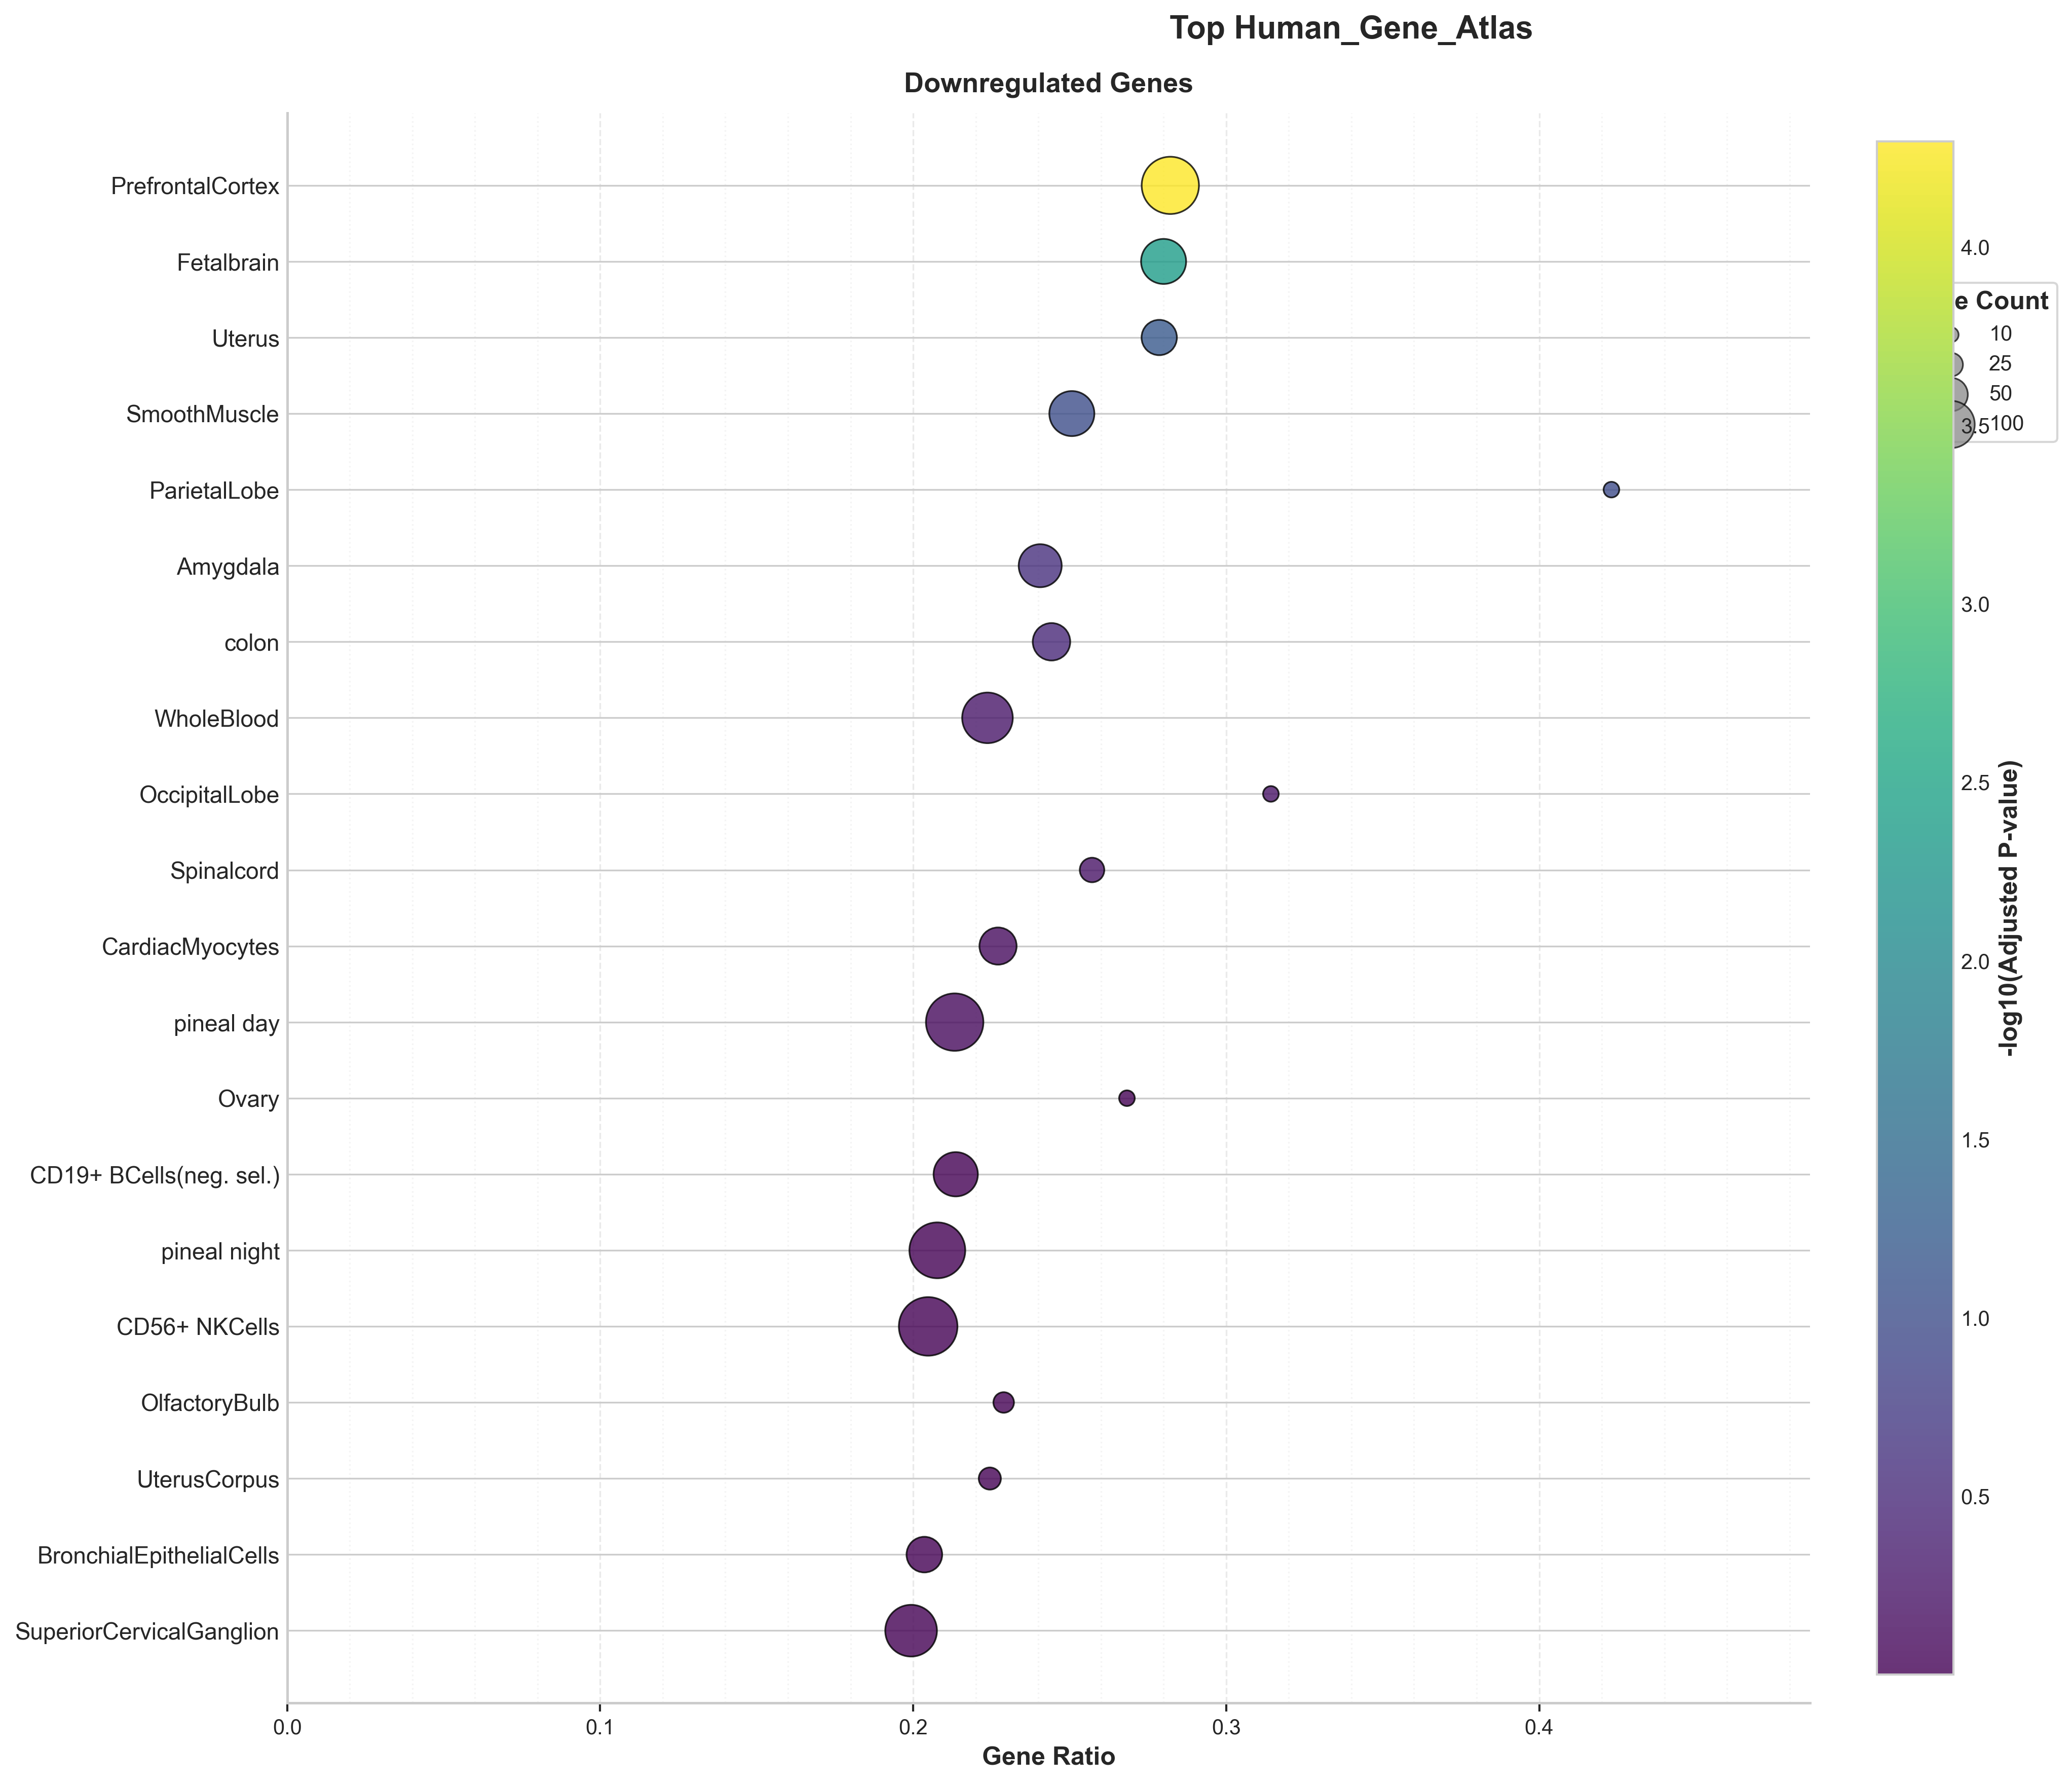 Top Human_Gene_Atlas
Downregulated Genes
PrefrontalCortex
Fetalbrain
Uterus
SmoothMuscle
ParietalLobe
Amygdala
colon
WholeBlood
OccipitalLobe
Spinalcord
CardiacMyocytes
pineal day
Ovary
CD19+ BCells(neg. sel.)
pineal night
CD56+ NKCells
OlfactoryBulb
UterusCorpus
BronchialEpithelialCells
SuperiorCervicalGanglion
0.0 0.1 0.2 0.3 0.4
Gene Ratio
4.0
3.5
3.0
2.5
2.0
1.5
1.0
0.5
-log10(Adjusted P-value)
e Count
10
25
50
100